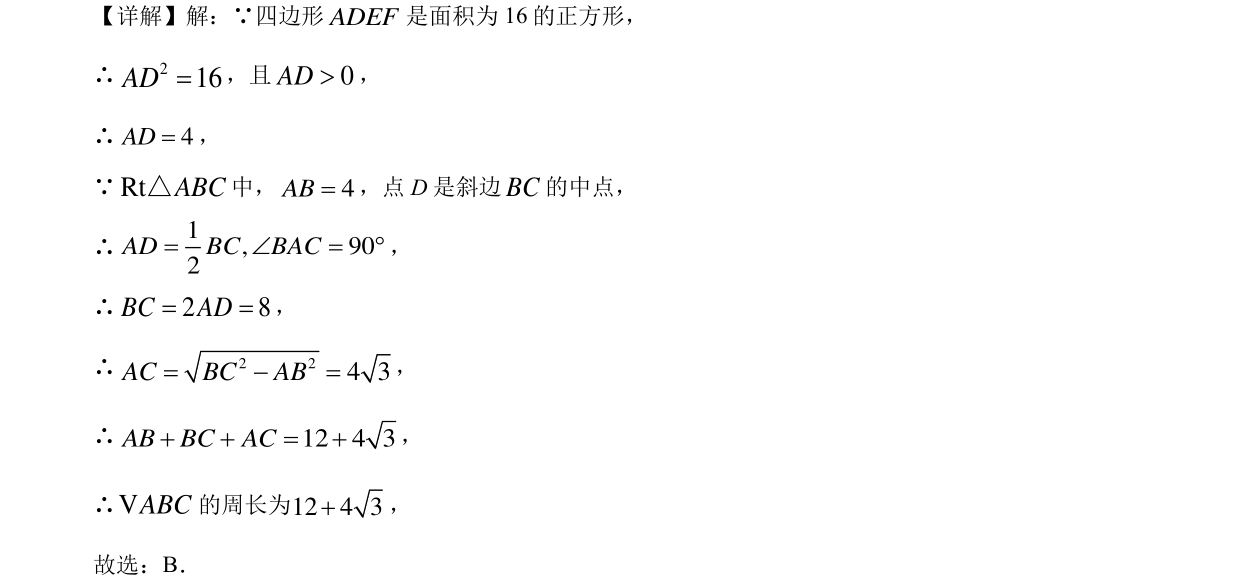 【详解】解：∵四边形ADEF是面积为16的正方形，
∴AD²=16，且AD>0，
∴AD=4，
∵Rt△ABC中，AB=4，点D是斜边BC的中点，
∴AD=1/2BC,∠BAC=90°，
∴BC=2AD=8，
∴AC=√(BC²−AB²)=4√3，
∴AB+BC+AC=12+4√3，
∴VABC的周长为12+4√3，
故选：B．